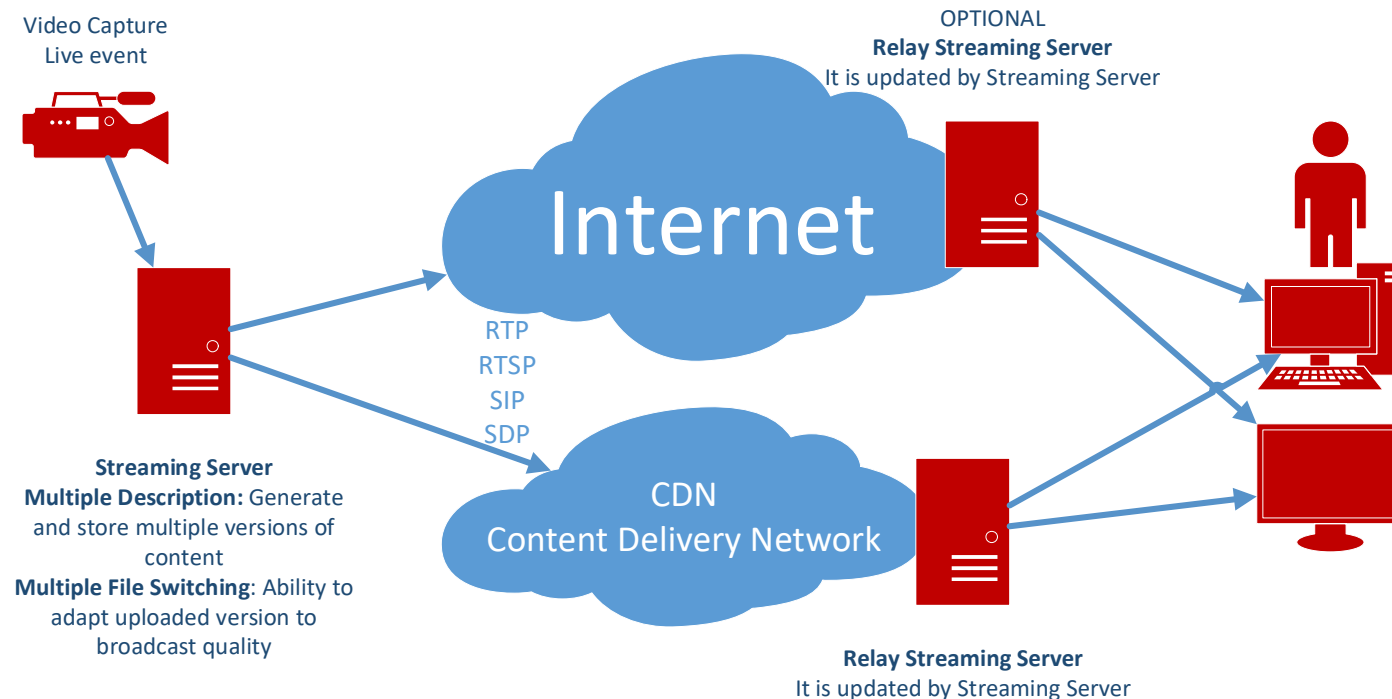 Video Capture
Live event
OPTIONAL
Relay Streaming Server
It is updated by Streaming Server
Internet
RTP
RTSP
SIP
SDP
Streaming Server
Multiple Description: Generate
and store multiple versions of
content
Multiple File Switching: Ability to
adapt uploaded version to
broadcast quality
CDN
Content Delivery Network
Relay Streaming Server
It is updated by Streaming Server